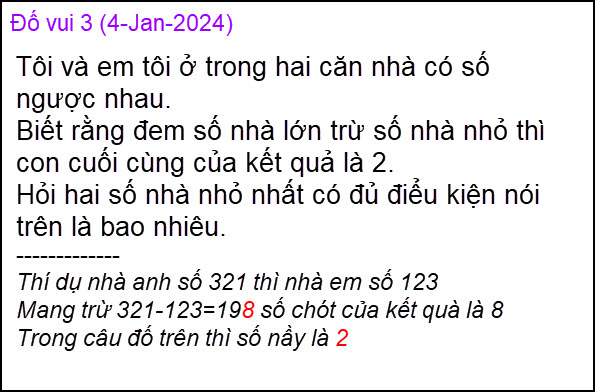 Đố vui 3 (4-Jan-2024)
Tôi và em tôi ở trong hai căn nhà có số
ngược nhau.
Biết rằng đem số nhà lớn trừ số nhà nhỏ thì
con cuối cùng của kết quả là 2.
Hỏi hai số nhà nhỏ nhất có đủ điểu kiện nói
trên là bao nhiêu.
-------------
Thí dụ nhà anh số 321 thì nhà em số 123
Mang trừ 321-123=198 số chót của kết quà là 8
Trong câu đố trên thì số nầy là 2